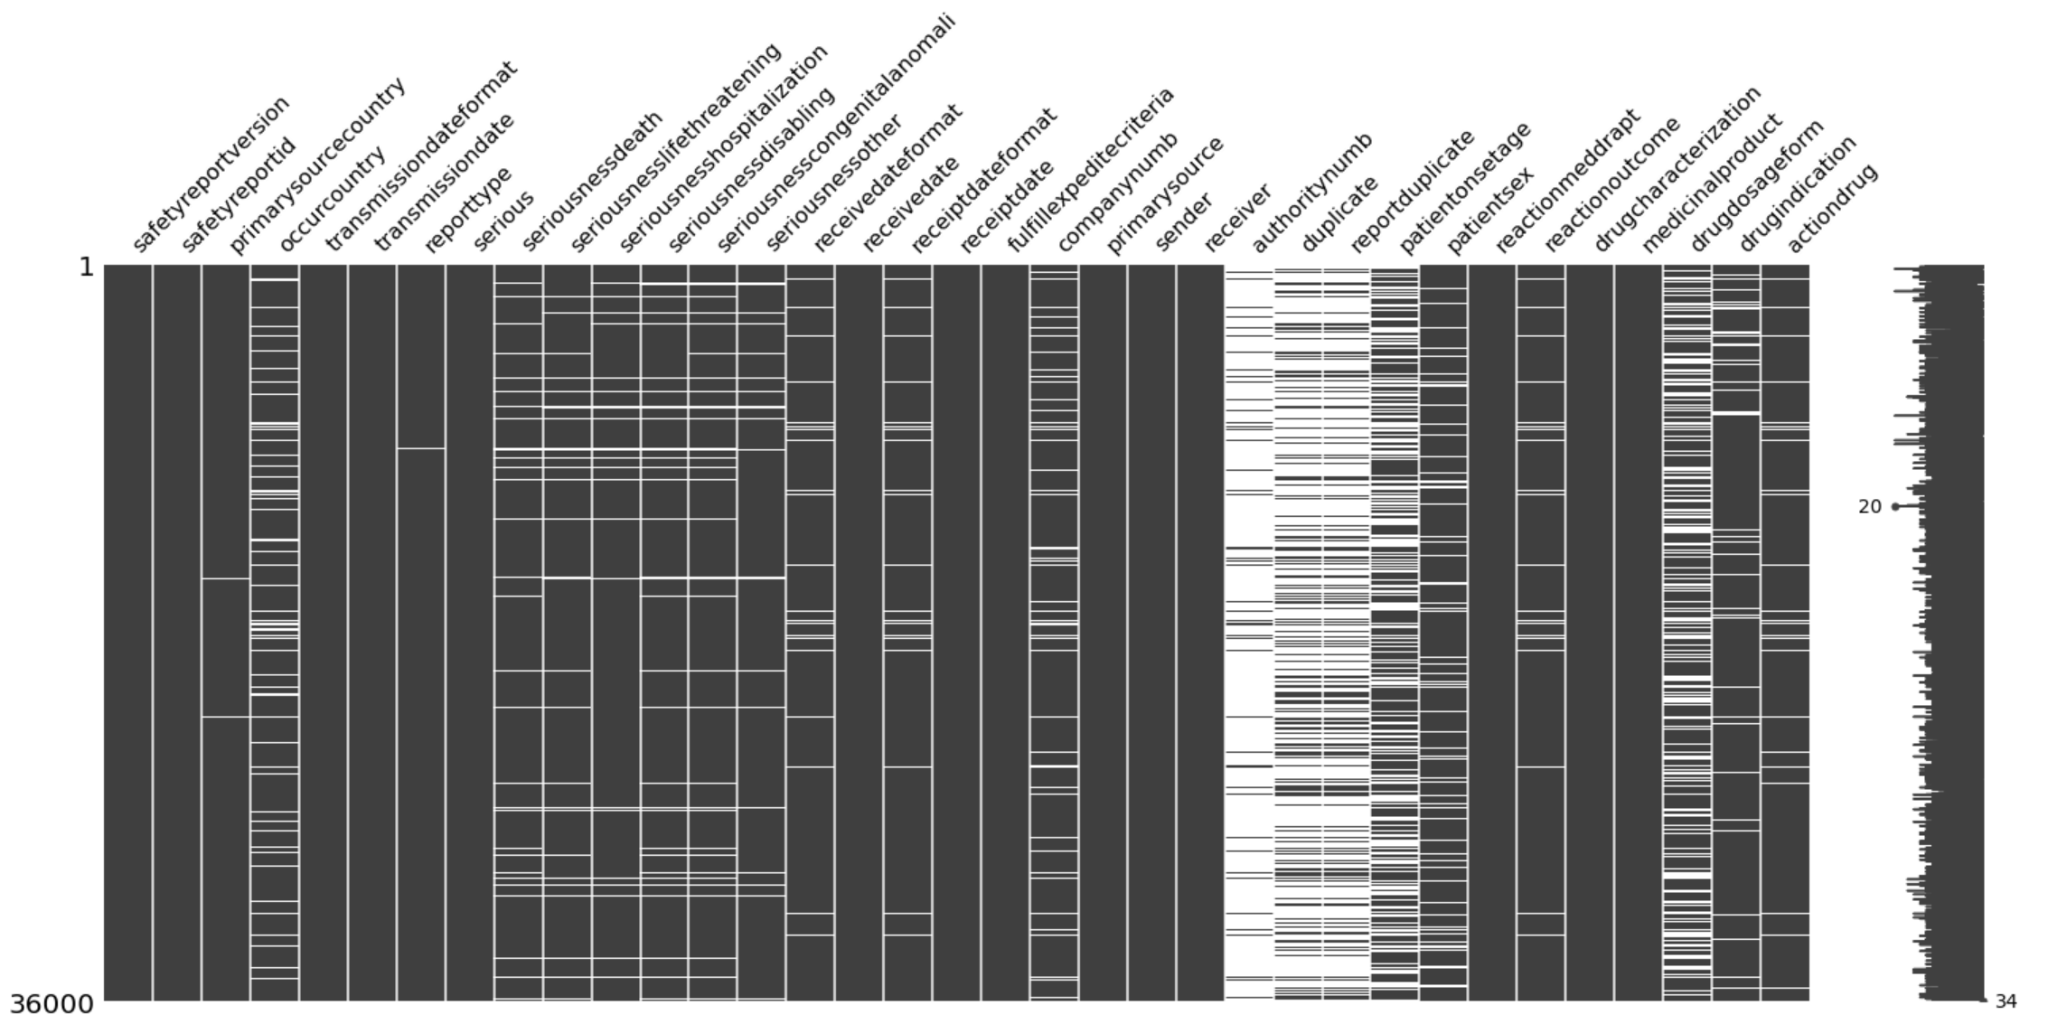 safetyreportversion
safetyreportid
primarysourcecountry
occurcountry
transmissiondateformat
transmissiondate
reporttype
serious
seriousnessdeath
seriousnesslifethreatening
seriousnesshospitalization
seriousnessdisabling
seriousnesscongenitalanomali
seriousnessother
receivedateformat
receivedate
receiptdateformat
receiptdate
fulfillexpeditecriteria
companynumb
primarysource
sender
receiver
authoritynumb
duplicate
reportduplicate
patientonsetage
patientsex
reactionmeddrapt
reactionoutcome
drugcharacterization
medicinalproduct
drugdosageform
drugindication
actiondrug
1
20
36000
34